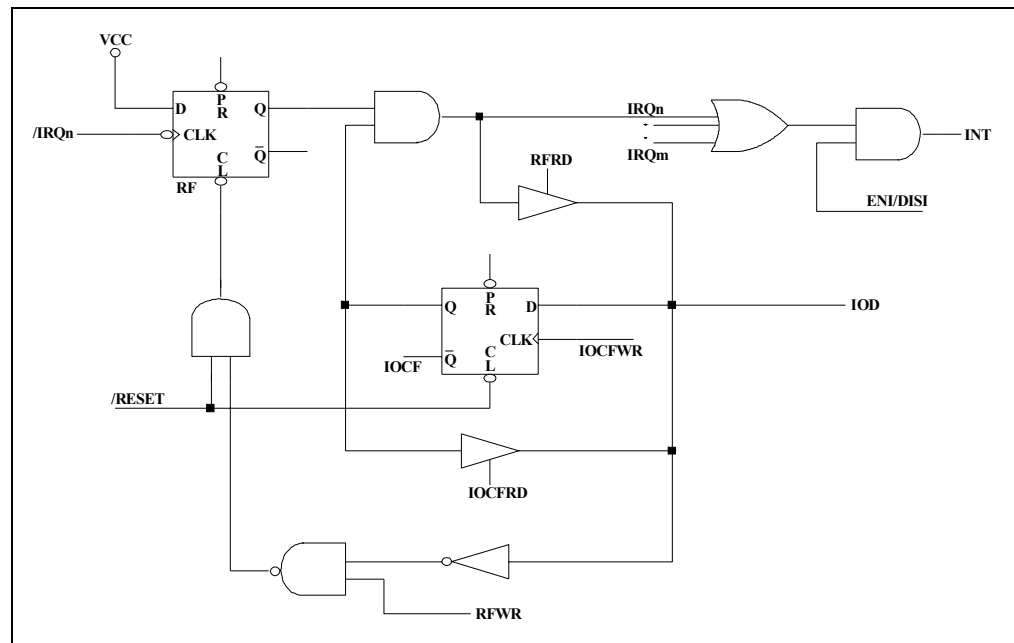 VCC
P
R
D
Q
IRQn
/IRQn
CLK
IRQm
INT
C
L
Q
RF
RFRD
ENI/DISI
P
R
Q
D
IOD
CLK
IOCFWR
IOCF
Q
C
L
/RESET
IOCFRD
RFWR